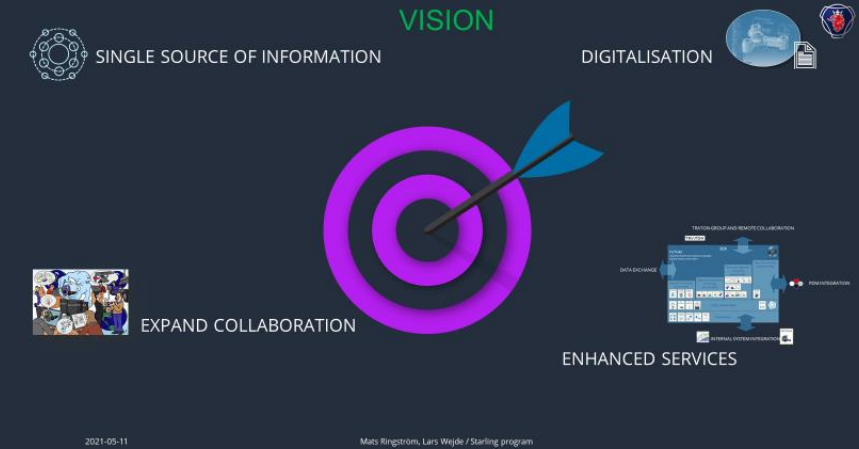 VISION
SINGLE SOURCE OF INFORMATION
DIGITALISATION
TRATON GROUP AND REMOTE COLLABORATION
DATA EXCHANGE
PDM INTEGRATION
INTERNAL SYSTEM INTEGRATION
EXPAND COLLABORATION
ENHANCED SERVICES
2021-05-11
Mats Ringström, Lars Wejde / Starling program